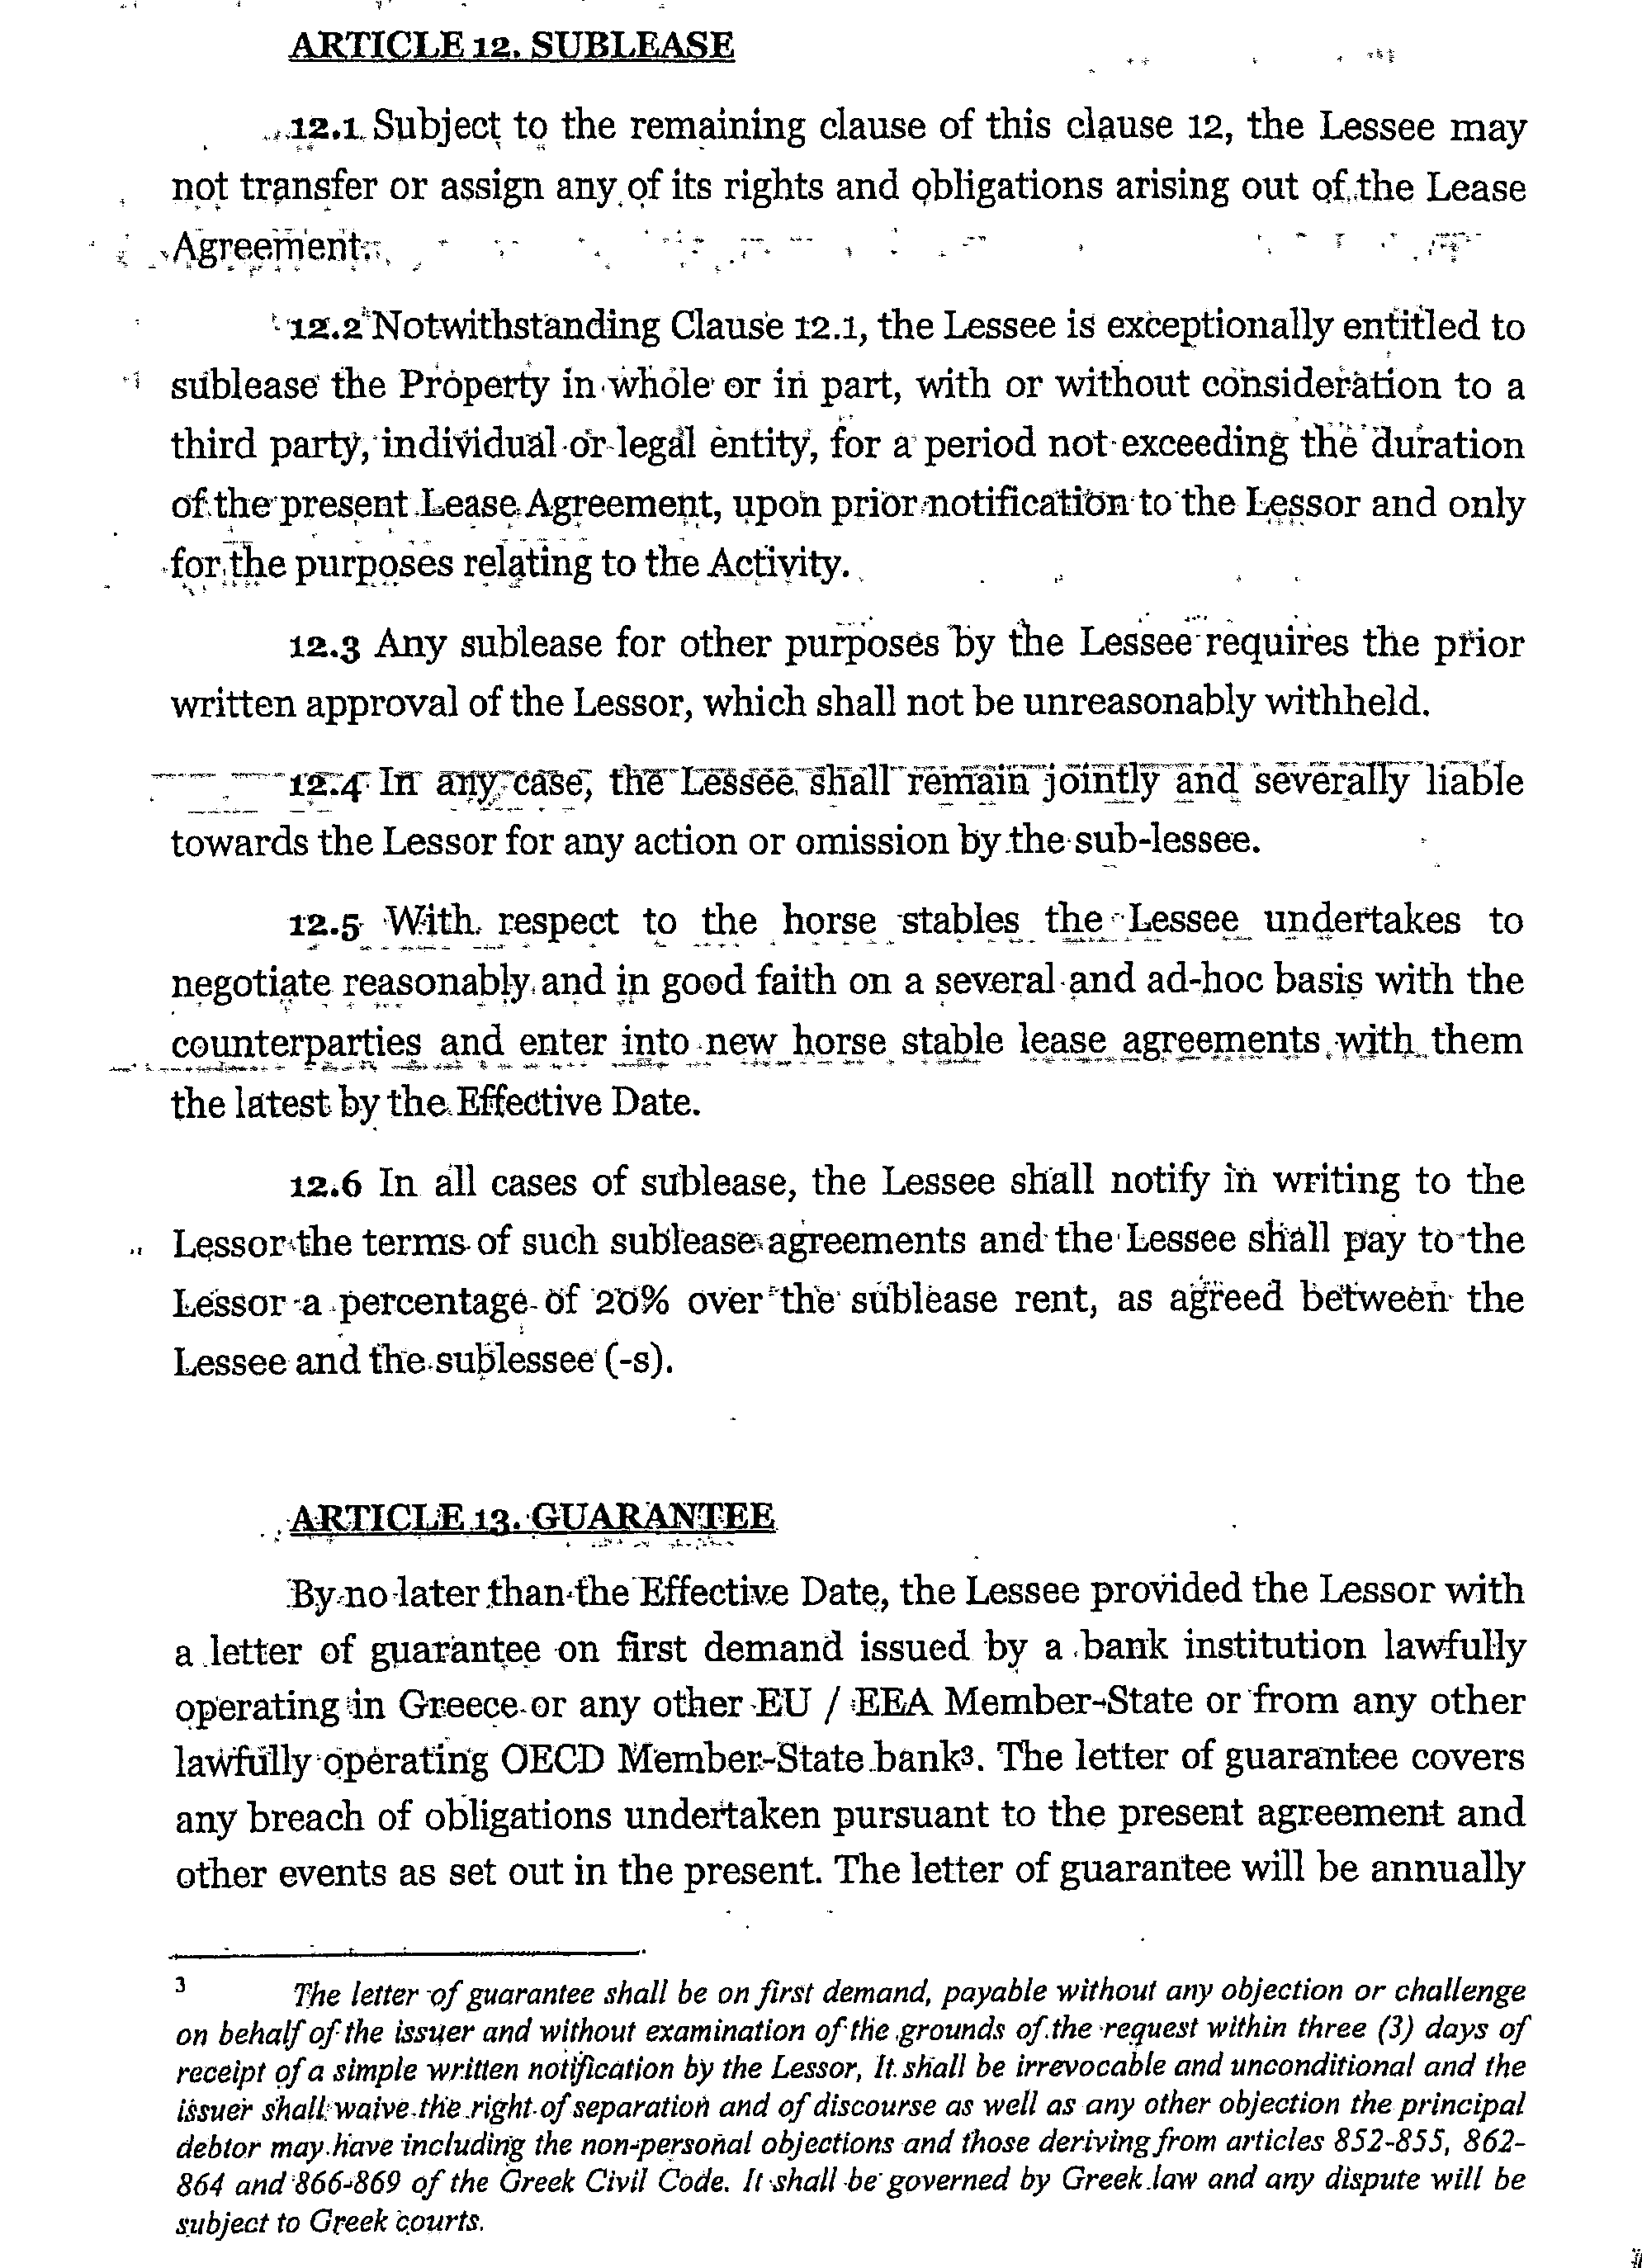 ARTICLE 12. SUBLEASE
12.1 Subject to the remaining clause of this clause 12, the Lessee may
not transfer or assign any of its rights and obligations arising out of the Lease
Agreement.
12.2 Notwithstanding Clause 12.1, the Lessee is exceptionally entitled to
sublease the Property in whole or in part, with or without consideration to a
third party, individual or legal entity, for a period not exceeding the duration
of the present Lease Agreement, upon prior notification to the Lessor and only
for the purposes relating to the Activity.
12.3 Any sublease for other purposes by the Lessee requires the prior
written approval of the Lessor, which shall not be unreasonably withheld.
12.4 In any case, the Lessee shall remain jointly and severally liable
towards the Lessor for any action or omission by the sub-lessee.
12.5 With respect to the horse stables the Lessee undertakes to
negotiate reasonably and in good faith on a several and ad-hoc basis with the
counterparties and enter into new horse stable lease agreements with them
the latest by the Effective Date.
12.6 In all cases of sublease, the Lessee shall notify in writing to the
Lessor the terms of such sublease agreements and the Lessee shall pay to the
Lessor a percentage of 20% over the sublease rent, as agreed between the
Lessee and the sublessee (-s).
ARTICLE 13. GUARANTEE
By no later than the Effective Date, the Lessee provided the Lessor with
a letter of guarantee on first demand issued by a bank institution lawfully
operating in Greece or any other EU / EEA Member-State or from any other
lawfully operating OECD Member-State bank3. The letter of guarantee covers
any breach of obligations undertaken pursuant to the present agreement and
other events as set out in the present. The letter of guarantee will be annually
3 The letter of guarantee shall be on first demand, payable without any objection or challenge
on behalf of the issuer and without examination of the grounds of the request within three (3) days of
receipt of a simple written notification by the Lessor, It shall be irrevocable and unconditional and the
issuer shall waive the right of separation and of discourse as well as any other objection the principal
debtor may have including the non-personal objections and those deriving from articles 852-855, 862-
864 and 866-869 of the Greek Civil Code. It shall be governed by Greek law and any dispute will be
subject to Greek courts.